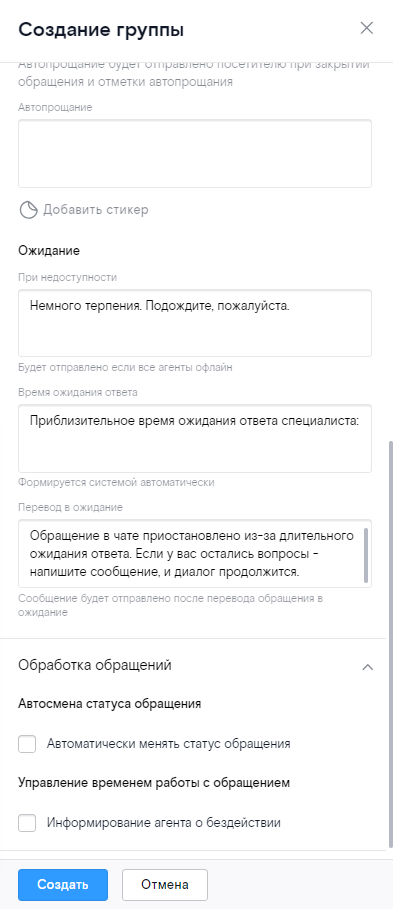 Создание группы
Автопрощание будет отправлено посетителю при закрытии
обращения и отметки автопрощания
Автопрощание
Добавить стикер
Ожидание
При недоступности
Немного терпения. Подождите, пожалуйста.
Будет отправлено если все агенты офлайн
Время ожидания ответа
Приблизительное время ожидания ответа специалиста:
Формируется системой автоматически
Перевод в ожидание
Обращение в чате приостановлено из-за длительного
ожидания ответа. Если у вас остались вопросы -
напишите сообщение, и диалог продолжится.
Сообщение будет отправлено после перевода обращения в
ожидание
Обработка обращений
Автосмена статуса обращения
Автоматически менять статус обращения
Управление временем работы с обращением
Информирование агента о бездействии
Создать
Отмена